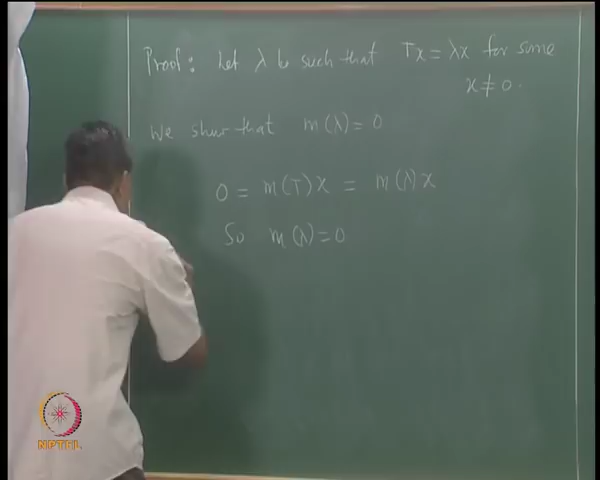 Proof: Let λ be such that Tx = λx for some
x ≠ 0.
We show that m(λ) = 0
0 = m(T)x = m(λ)x
So m(λ) = 0
NPTEL